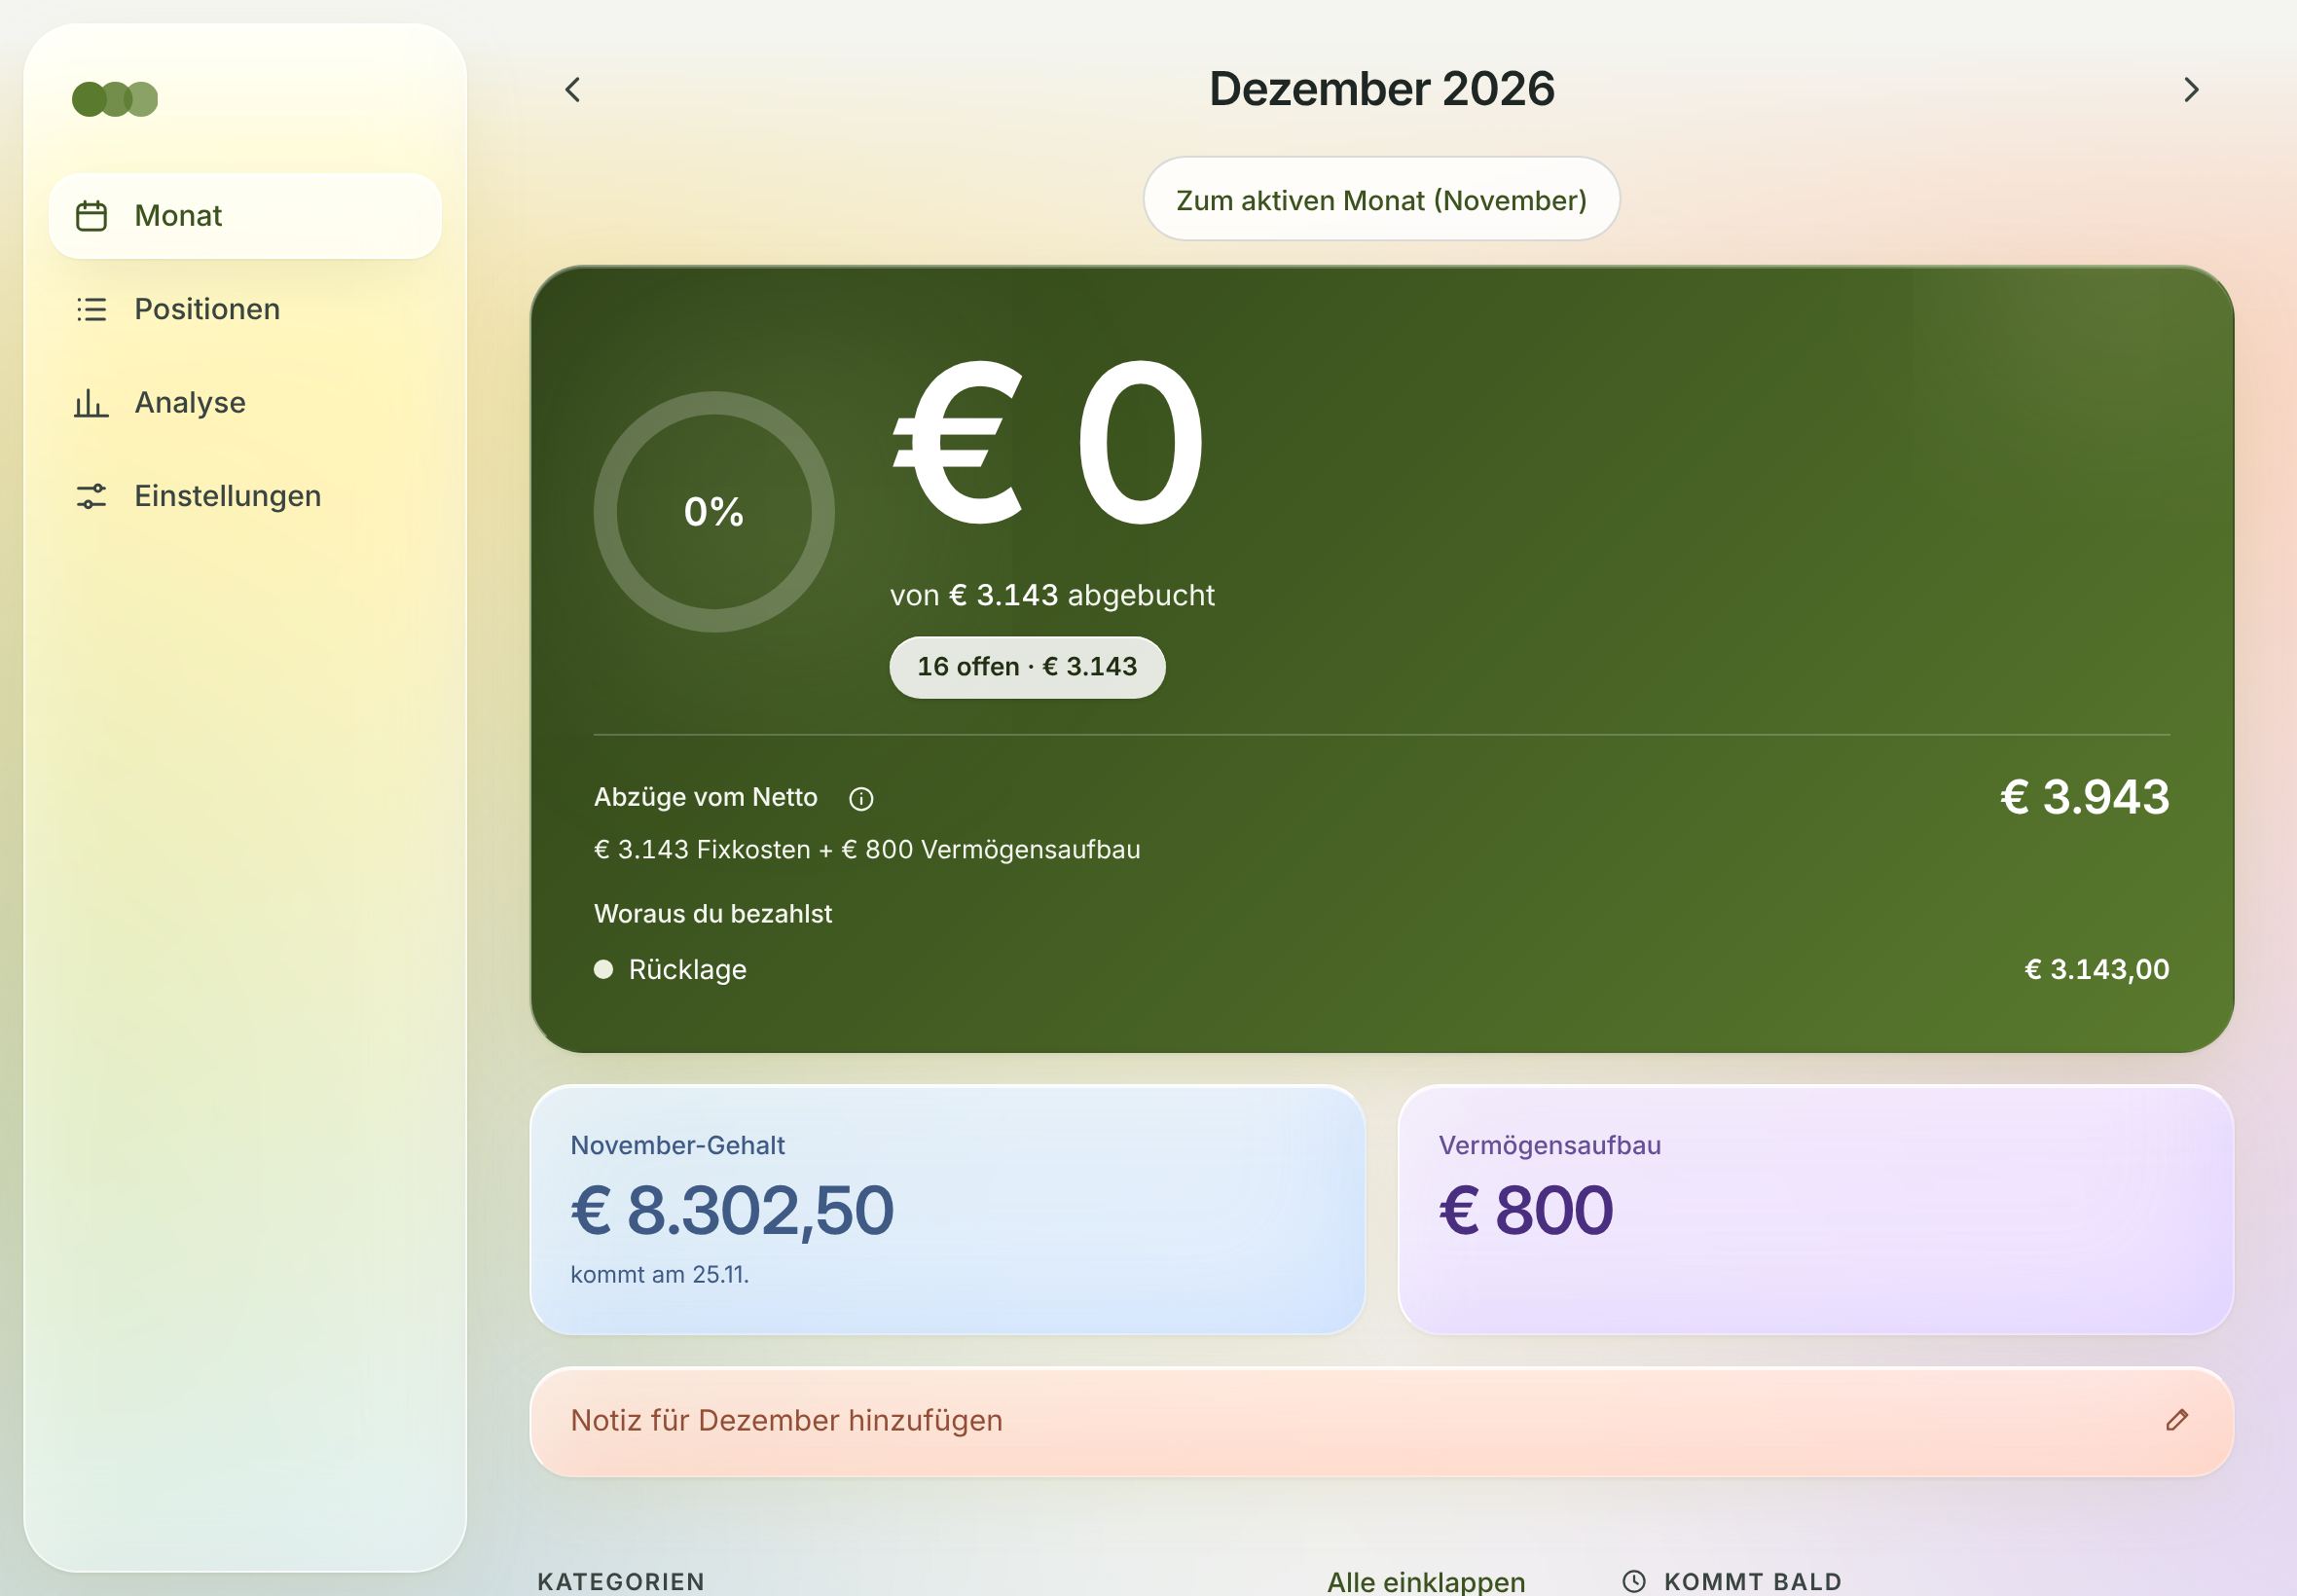 Dezember 2026
Zum aktiven Monat (November)
Monat
Positionen
Analyse
Einstellungen
0%
€ 0
von € 3.143 abgebucht
16 offen · € 3.143
Abzüge vom Netto
€ 3.943
€ 3.143 Fixkosten + € 800 Vermögensaufbau
Woraus du bezahlst
Rücklage
€ 3.143,00
November-Gehalt
€ 8.302,50
kommt am 25.11.
Vermögensaufbau
€ 800
Notiz für Dezember hinzufügen
KATEGORIEN
Alle einklappen
KOMMT BALD